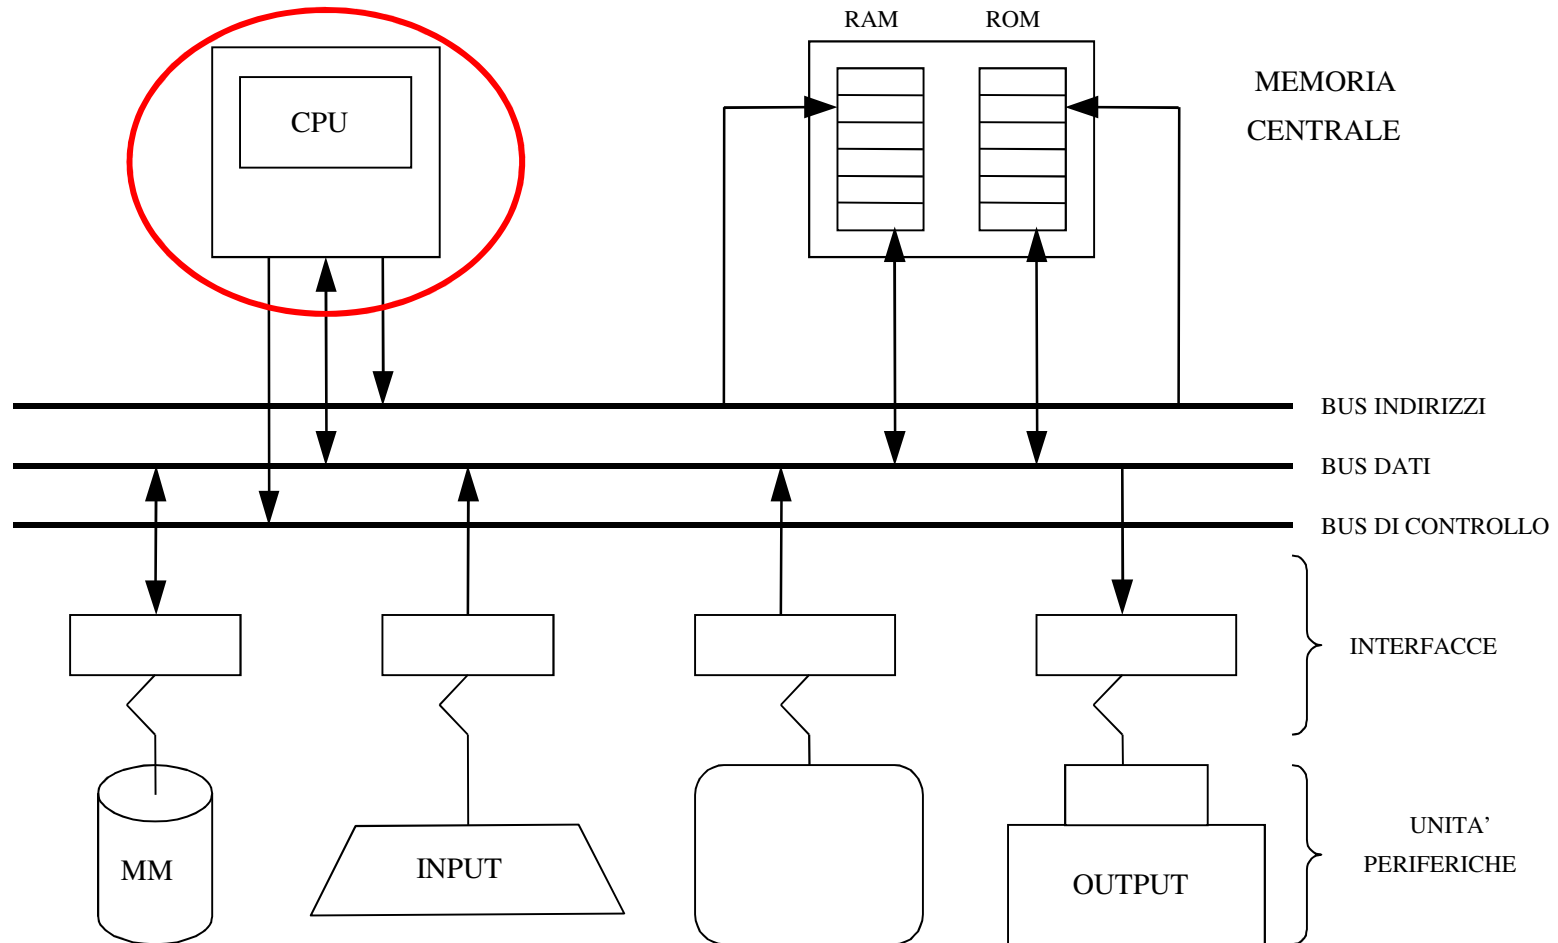 RAM
ROM
CPU
MEMORIA
CENTRALE
BUS INDIRIZZI
BUS DATI
BUS DI CONTROLLO
INTERFACCE
MM
INPUT
OUTPUT
UNITA’
PERIFERICHE